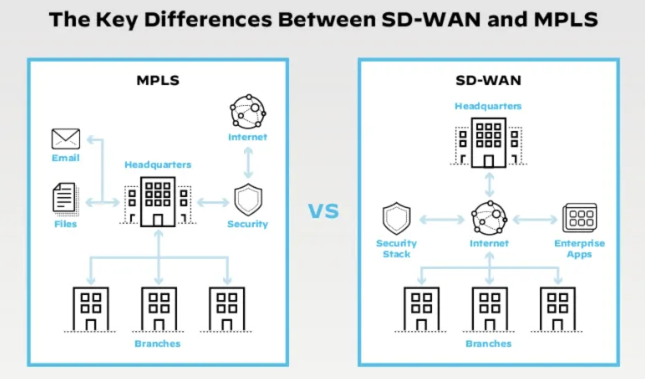 The Key Differences Between SD-WAN and MPLS
MPLS
Internet
Email
Headquarters
Files
Security
Branches
VS
SD-WAN
Headquarters
Security
Stack
Internet
Enterprise
Apps
Branches